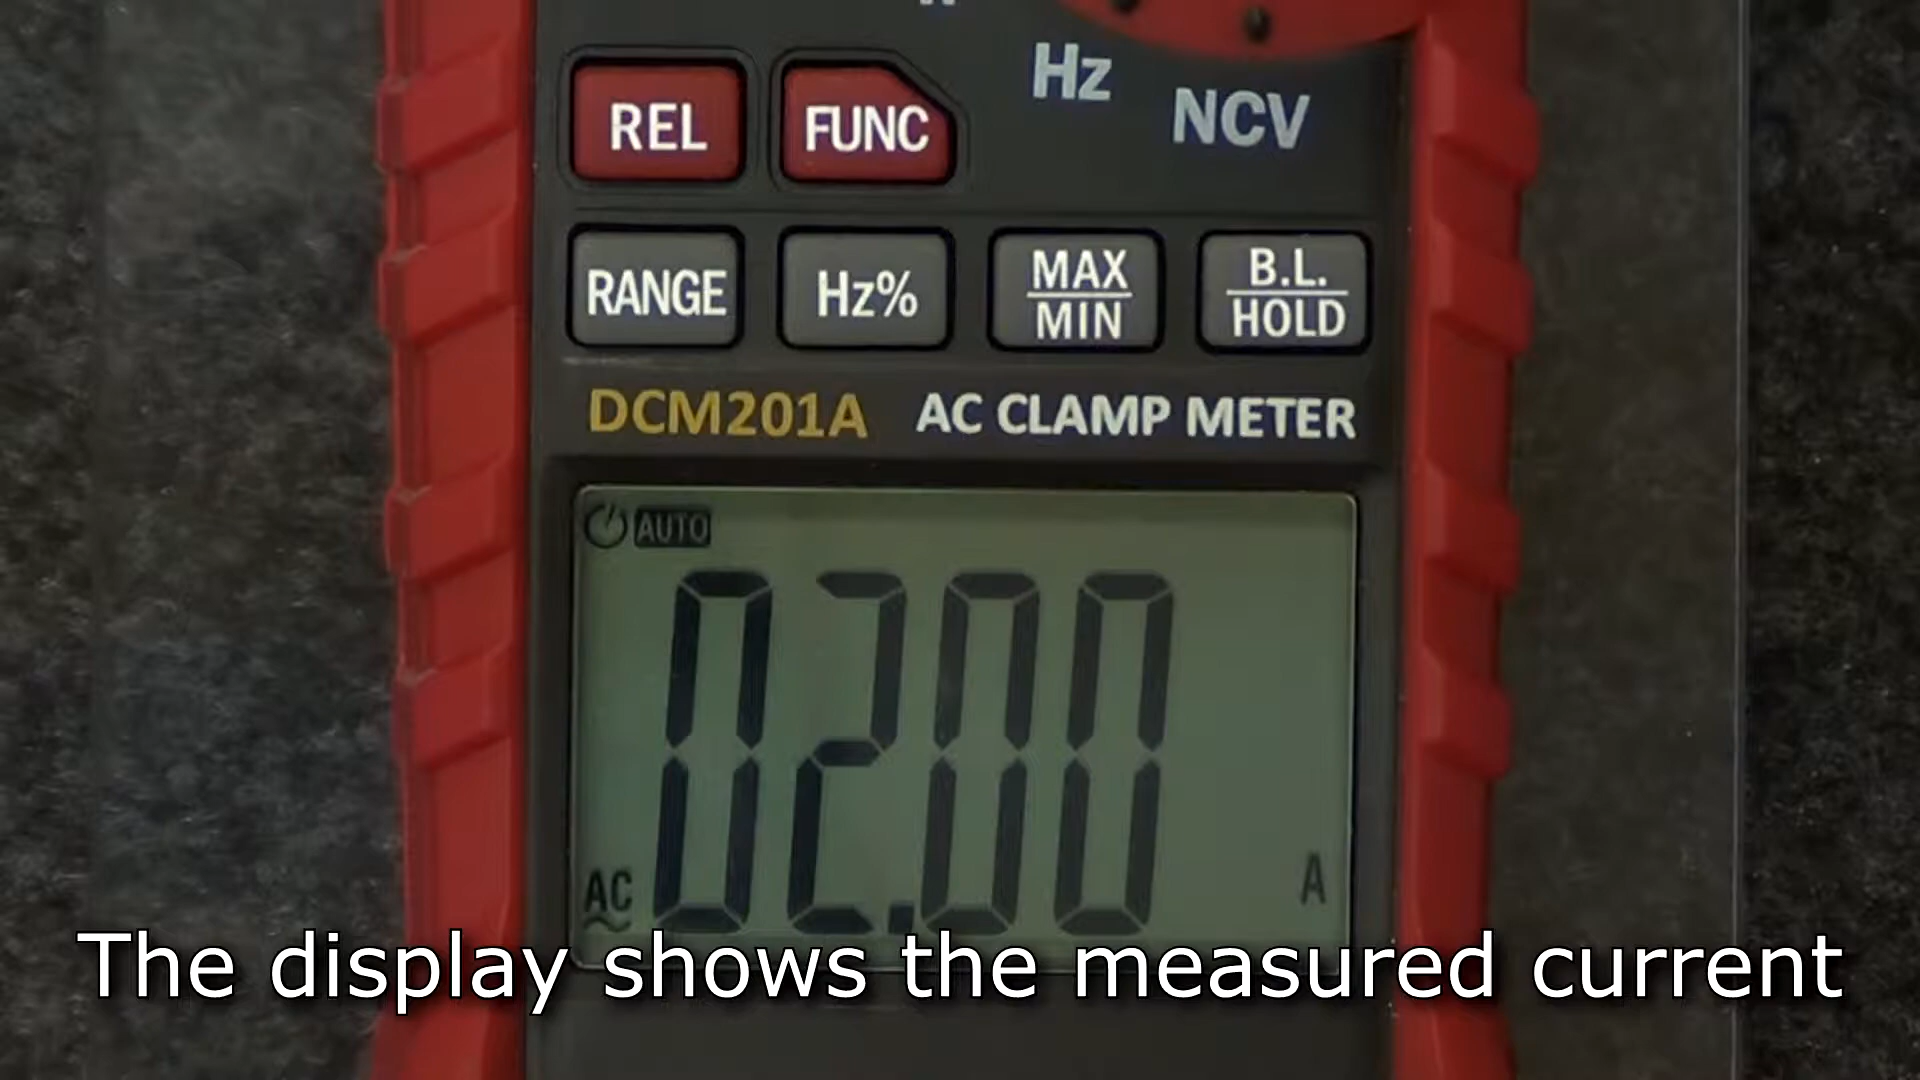 Hz
NCV
REL
FUNC
RANGE
Hz%
MAX
MIN
B.L.
HOLD
DCM201A AC CLAMP METER
AUTO
02.00
AC
A
The display shows the measured current